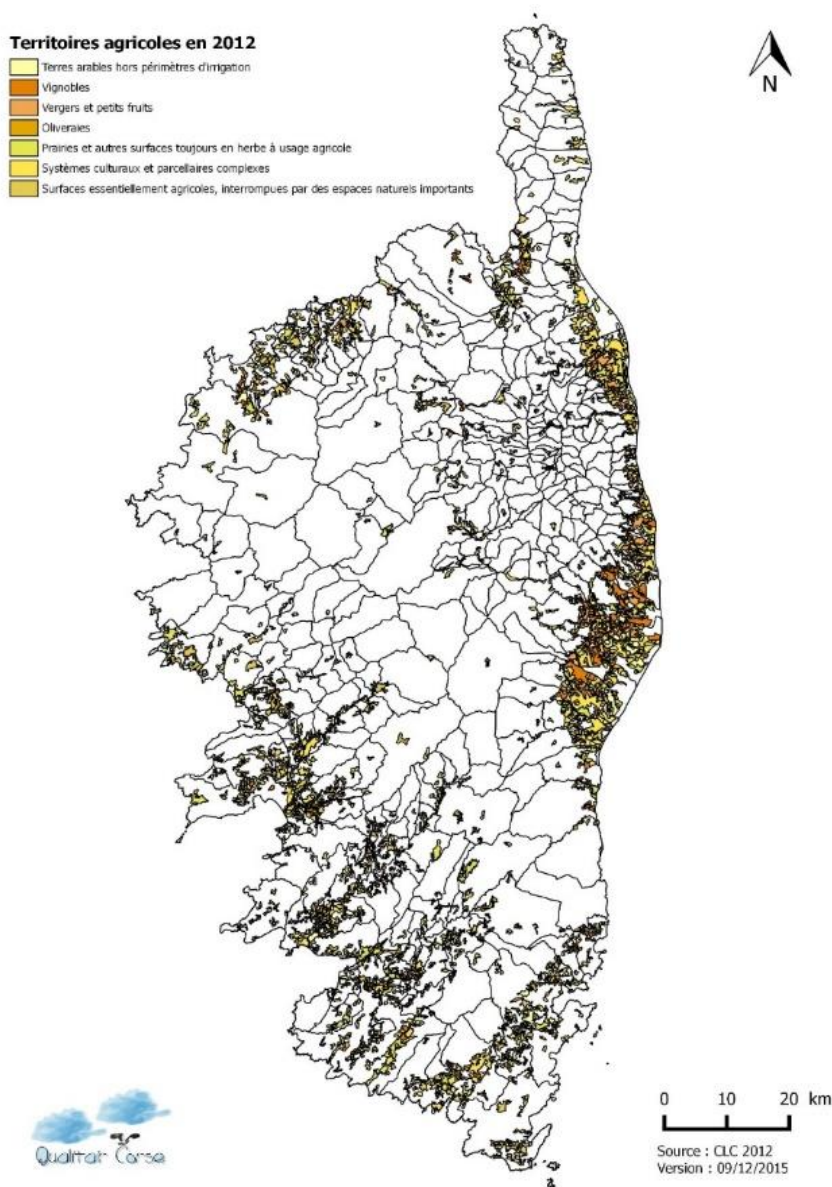 Territoires agricoles en 2012
Terres arables hors périmètres d'irrigation
Vignobles
Vergers et petits fruits
Oliveraies
Prairies et autres surfaces toujours en herbe à usage agricole
Systèmes culturaux et parcellaires complexes
Surfaces essentiellement agricoles, interrompues par des espaces naturels importants
N
Qualitair Corse
0 10 20 km
Source : CLC 2012
Version : 09/12/2015